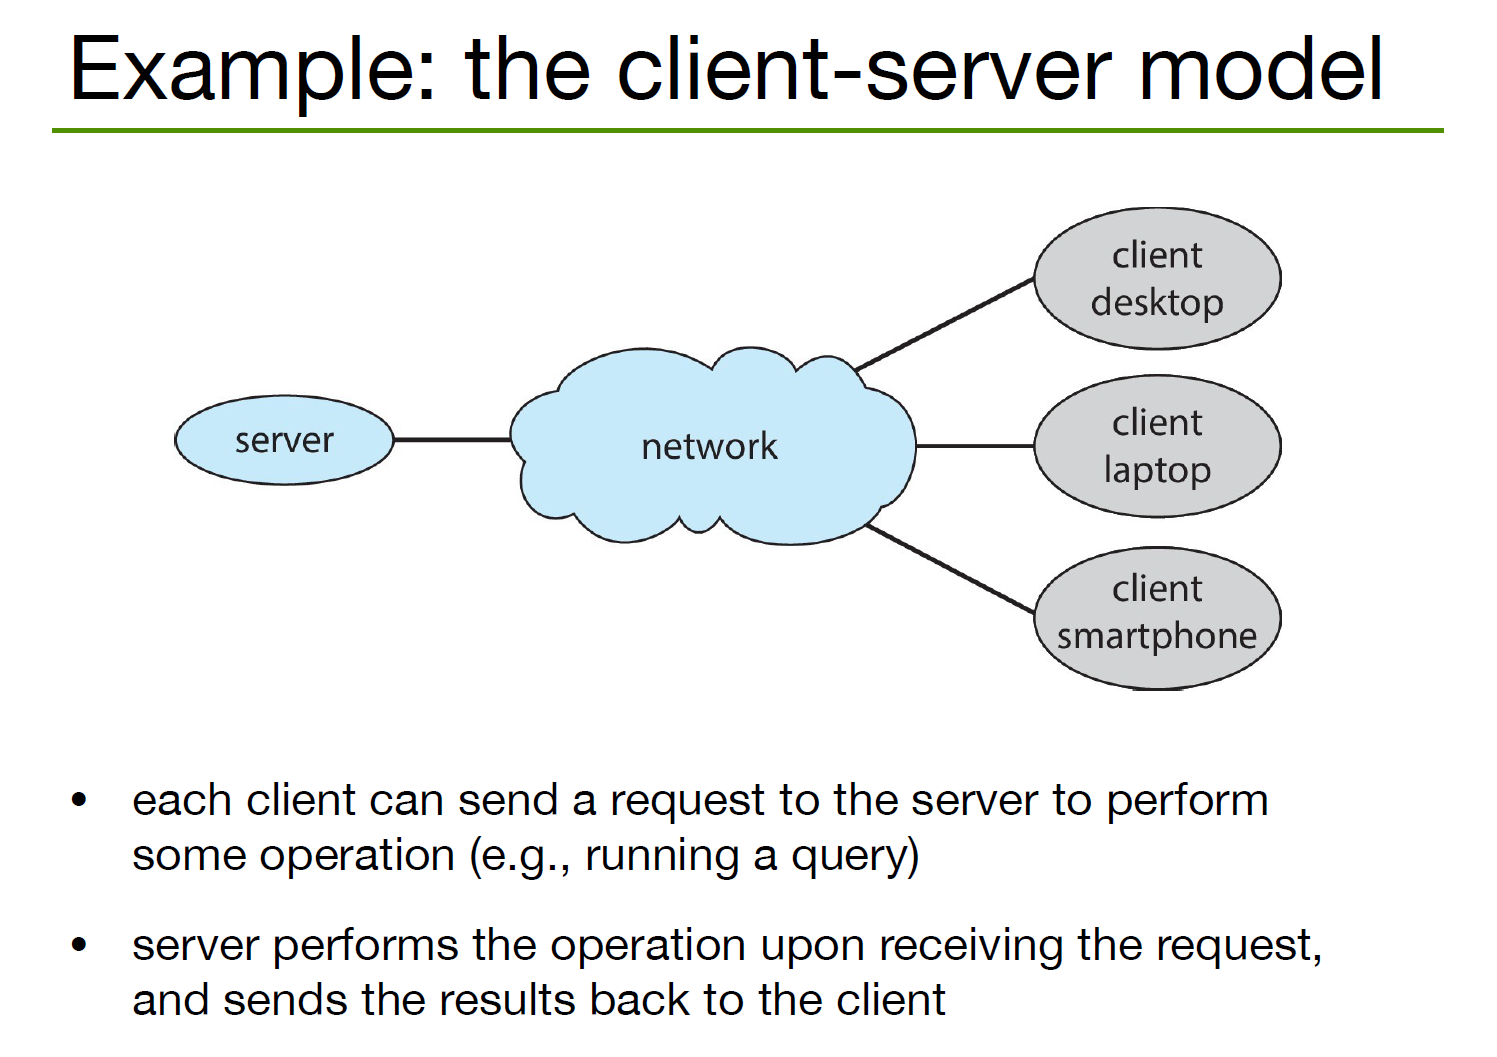 Example: the client-server model
client
desktop
server
network
client
laptop
client
smartphone
• each client can send a request to the server to perform
some operation (e.g., running a query)
• server performs the operation upon receiving the request,
and sends the results back to the client